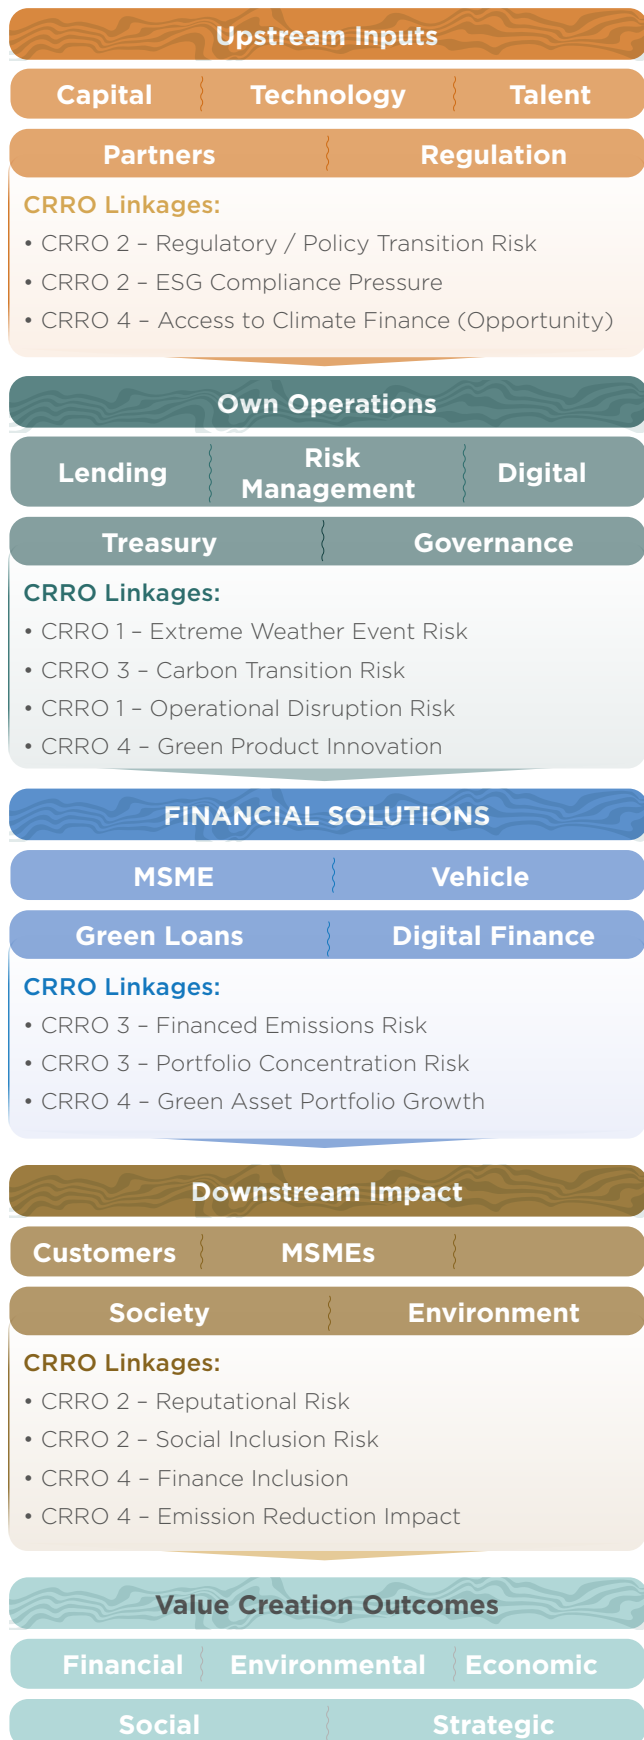 Upstream Inputs
Capital Technology Talent
Partners Regulation
CRRO Linkages:
• CRRO 2 – Regulatory / Policy Transition Risk
• CRRO 2 – ESG Compliance Pressure
• CRRO 4 – Access to Climate Finance (Opportunity)
Own Operations
Lending Risk Management Digital
Treasury Governance
CRRO Linkages:
• CRRO 1 – Extreme Weather Event Risk
• CRRO 3 – Carbon Transition Risk
• CRRO 1 – Operational Disruption Risk
• CRRO 4 – Green Product Innovation
FINANCIAL SOLUTIONS
MSME Vehicle
Green Loans Digital Finance
CRRO Linkages:
• CRRO 3 – Financed Emissions Risk
• CRRO 3 – Portfolio Concentration Risk
• CRRO 4 – Green Asset Portfolio Growth
Downstream Impact
Customers MSMEs
Society Environment
CRRO Linkages:
• CRRO 2 – Reputational Risk
• CRRO 2 – Social Inclusion Risk
• CRRO 4 – Finance Inclusion
• CRRO 4 – Emission Reduction Impact
Value Creation Outcomes
Financial Environmental Economic
Social Strategic